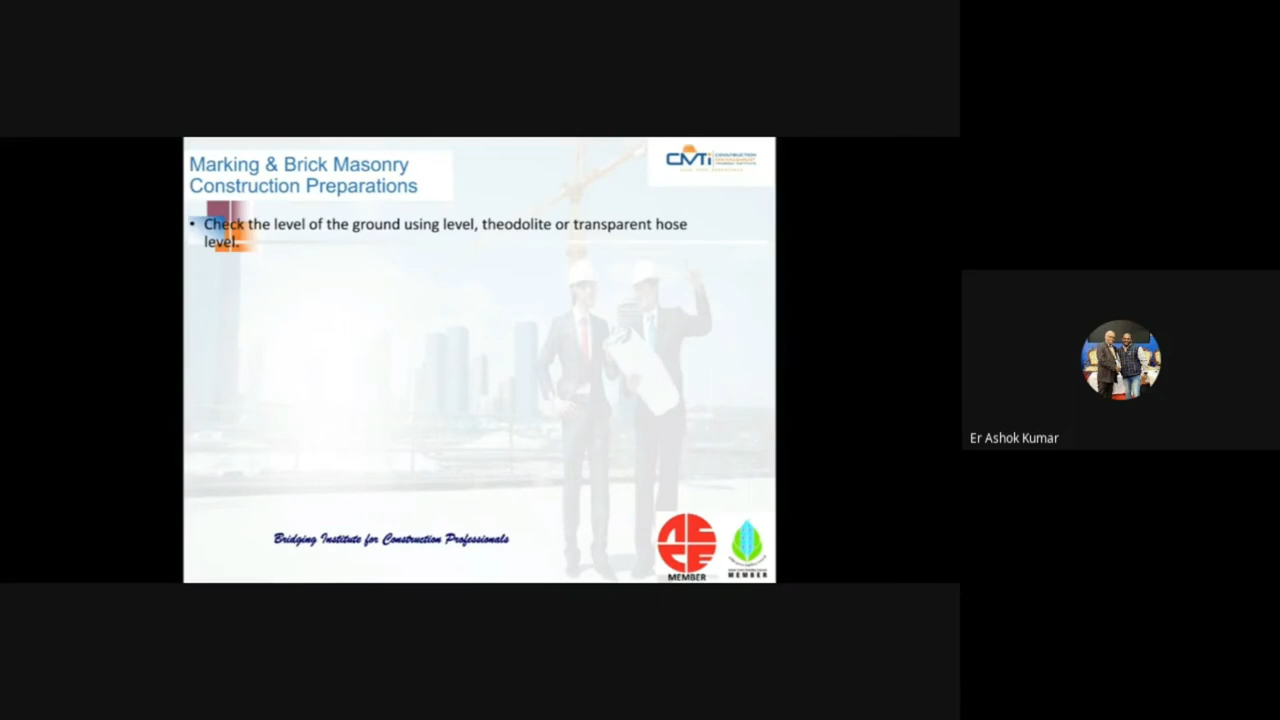 Marking & Brick Masonry
Construction Preparations
CMTi
CONSTRUCTION
• Check the level of the ground using level, theodolite or transparent hose
level.
Bridging Institute for Construction Professionals
MEMBER
MEMBER
Er Ashok Kumar